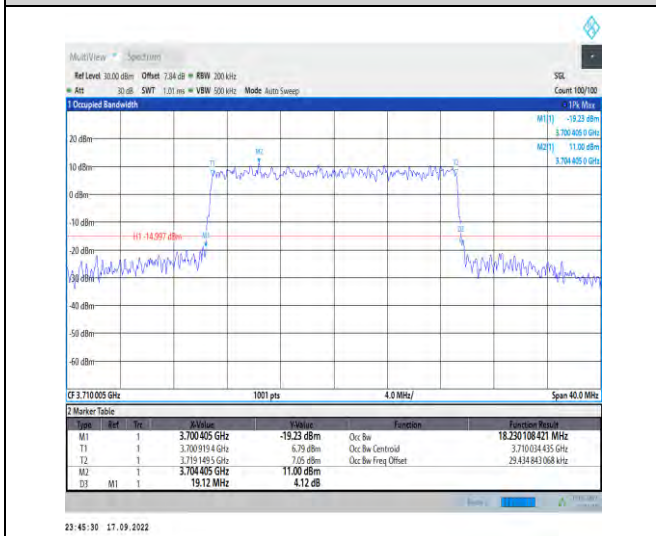 MultiView Spectrum
Ref Level 30.00 dBm Offset 7.84 dB RBW 200 kHz SGL
Att 30 dB SWT 1.01 ms VBW 500 kHz Mode Auto Sweep Count 100/100
1 Occupied Bandwidth 1Pk Max
M1[1] -19.23 dBm
3.700 405 0 GHz
M2[1] 11.00 dBm
3.704 405 0 GHz
20 dBm
M2
T1 T2
10 dBm
0 dBm
-10 dBm
H1 -14.997 dBm M1 D3
-20 dBm
-30 dBm
-40 dBm
-50 dBm
-60 dBm
CF 3.710 005 GHz 1001 pts 4.0 MHz/ Span 40.0 MHz
2 Marker Table
Type Ref Trc X-Value Y-Value Function Function Result
M1 1 3.700 405 GHz -19.23 dBm Occ Bw 18.230 108 421 MHz
T1 1 3.700 919 4 GHz 6.79 dBm Occ Bw Centroid 3.710 034 435 GHz
T2 1 3.719 149 5 GHz 7.05 dBm Occ Bw Freq Offset 29.434 843 068 kHz
M2 1 3.704 405 GHz 11.00 dBm
D3 M1 1 19.12 MHz 4.12 dB
23:45:30 17.09.2022